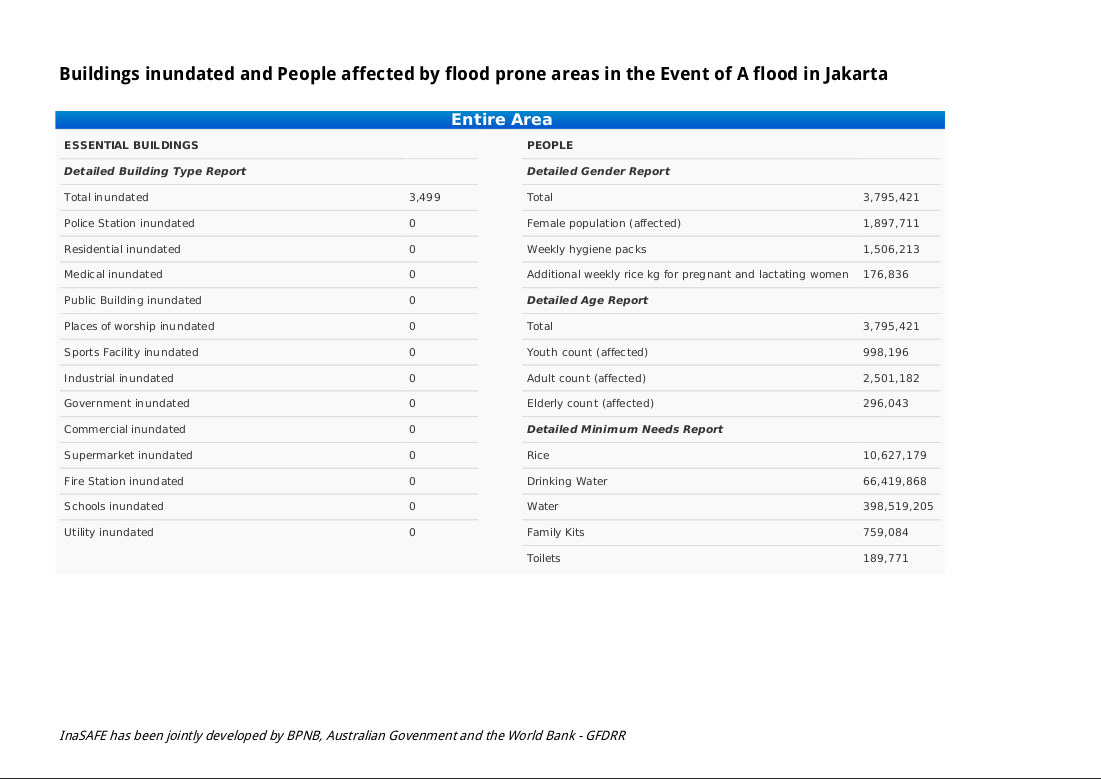 Buildings inundated and People affected by flood prone areas in the Event of A flood in Jakarta
Entire Area
ESSENTIAL BUILDINGS
Detailed Building Type Report
Total inundated 3,499
Police Station inundated 0
Residential inundated 0
Medical inundated 0
Public Building inundated 0
Places of worship inundated 0
Sports Facility inundated 0
Industrial inundated 0
Government inundated 0
Commercial inundated 0
Supermarket inundated 0
Fire Station inundated 0
Schools inundated 0
Utility inundated 0
PEOPLE
Detailed Gender Report
Total 3,795,421
Female population (affected) 1,897,711
Weekly hygiene packs 1,506,213
Additional weekly rice kg for pregnant and lactating women 176,836
Detailed Age Report
Total 3,795,421
Youth count (affected) 998,196
Adult count (affected) 2,501,182
Elderly count (affected) 296,043
Detailed Minimum Needs Report
Rice 10,627,179
Drinking Water 66,419,868
Water 398,519,205
Family Kits 759,084
Toilets 189,771
InaSAFE has been jointly developed by BPNB, Australian Govenment and the World Bank - GFDRR